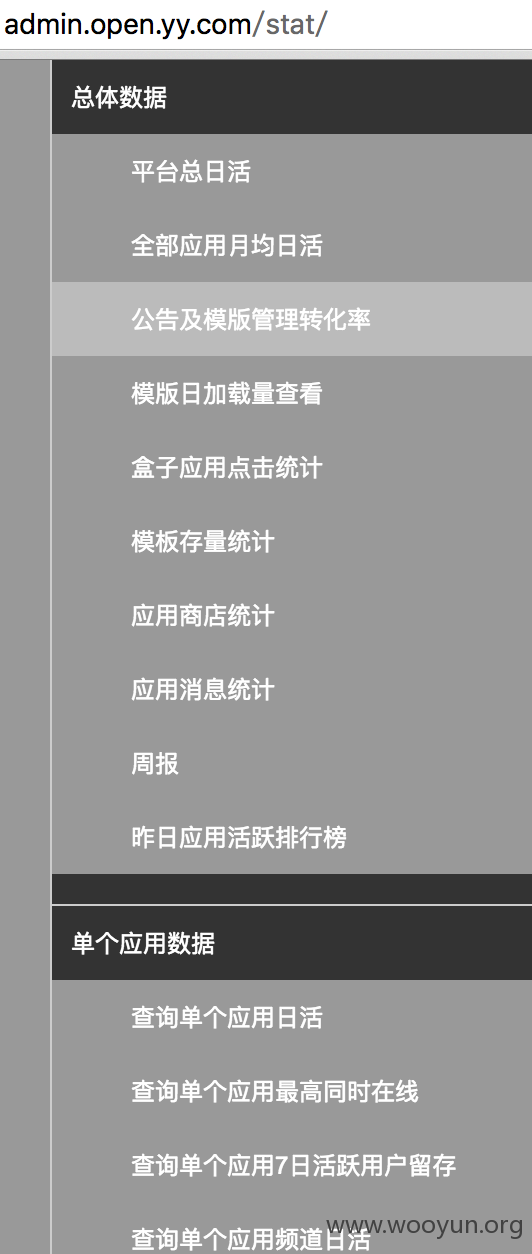 admin.open.yy.com/stat/
总体数据
平台总日活
全部应用月均日活
公告及模版管理转化率
模版日加载量查看
盒子应用点击统计
模板存量统计
应用商店统计
应用消息统计
周报
昨日应用活跃排行榜
单个应用数据
查询单个应用日活
查询单个应用最高同时在线
查询单个应用7日活跃用户留存
查询单个应用频道日活
www.wooyun.org